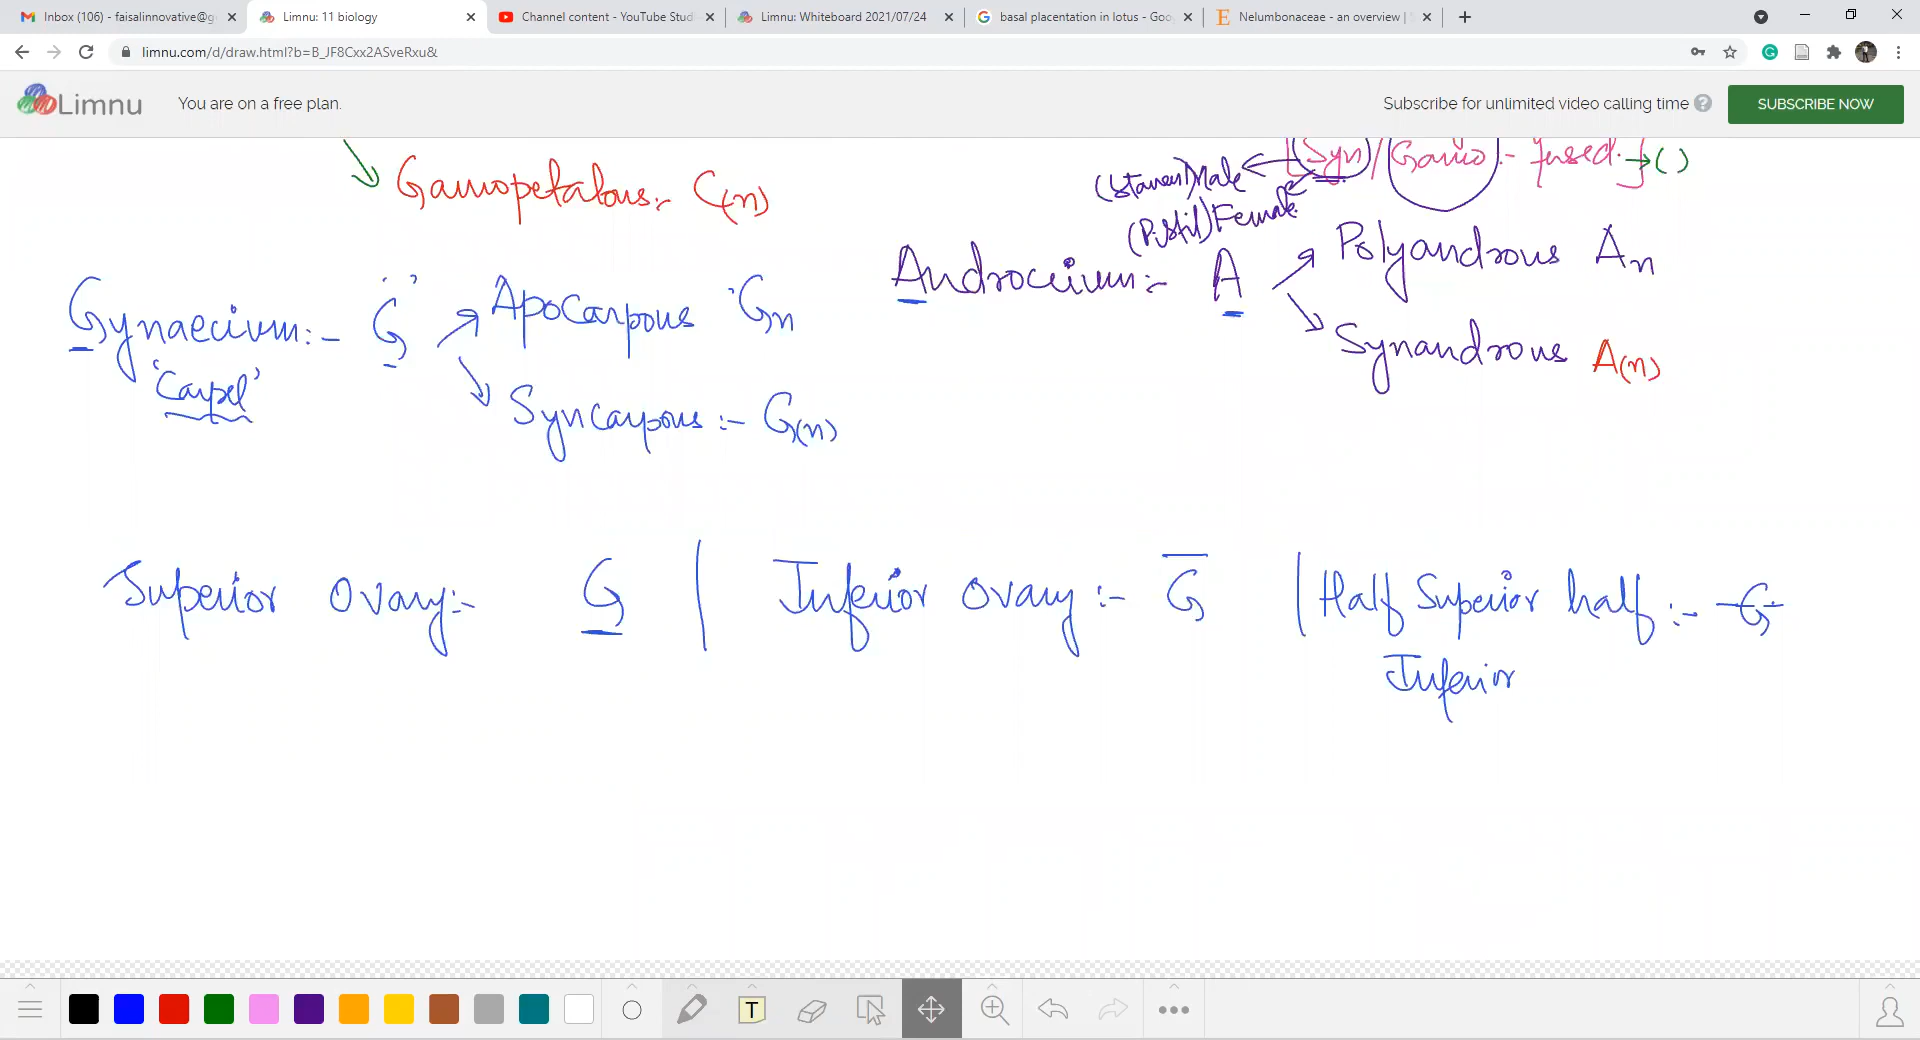 Inbox (106) - faisalinnovative@g
Limnu: 11 biology
Channel content - YouTube Stud
Limnu: Whiteboard 2021/07/24
basal placentation in lotus - Goo
Nelumbonaceae - an overview |
limnu.com/d/draw.html?b=B_JF8Cxx2ASveRxu&
Limnu
You are on a free plan.
Subscribe for unlimited video calling time ?
SUBSCRIBE NOW
Gamopetalous:- C(n)
[Syn/Gamo - fused.] → ( )
(Stamen)Male
(Pistil)Female
Androecium:- A
Polyandrous An
Synandrous A(n)
Gynaecium:- G
'Carpel'
Apocarpous Gn
Syncarpous:- G(n)
Superior Ovary:- G | Inferior Ovary:- G | Half Superior half:- G
Inferior
T